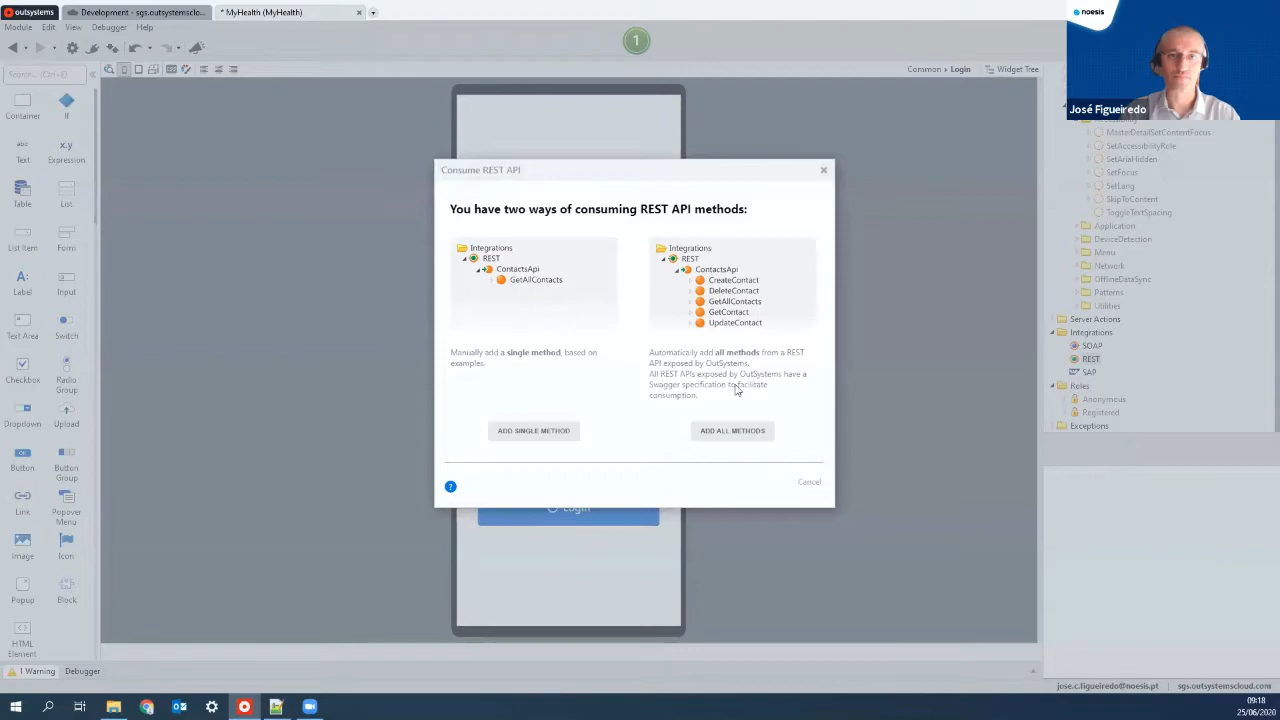 outsystems
Development - sgs.outsystemscloud...
* MyHealth (MyHealth)
noesis
Module Edit View Debugger Help
1
José Figueiredo
Search...
Common Login
Widget Tree
Container
If
Text
Expression
Table
List
List Item
Form
Label
Input
Text Area
Switch
Checkbox
Radio
Group
Dropdown
Upload
Button
Button
Group
Link
Popover
Menu
Image
Icon
Popup
Block
HTML
Element
Consume REST API
You have two ways of consuming REST API methods:
Integrations
REST
ContactsApi
GetAllContacts
Manually add a single method, based on
examples.
ADD SINGLE METHOD
Integrations
REST
ContactsApi
CreateContact
DeleteContact
GetAllContacts
GetContact
UpdateContact
Automatically add all methods from a REST
API exposed by OutSystems.
All REST APIs exposed by OutSystems have a
Swagger specification to facilitate
consumption.
ADD ALL METHODS
?
Cancel
Login
MasterDetailSetContentFocus
SetAccessibilityRole
SetAriaHidden
SetFocus
SetLang
SkipToContent
ToggleTextSpacing
Application
DeviceDetection
Menu
Network
OfflineDataSync
Patterns
Utilities
Server Actions
Integrations
SOAP
REST
SAP
Roles
Anonymous
Registered
Exceptions
1 Warning
Debugger
jose.c.figueiredo@noesis.pt
sgs.outsystemscloud.com
09:18
25/06/2020